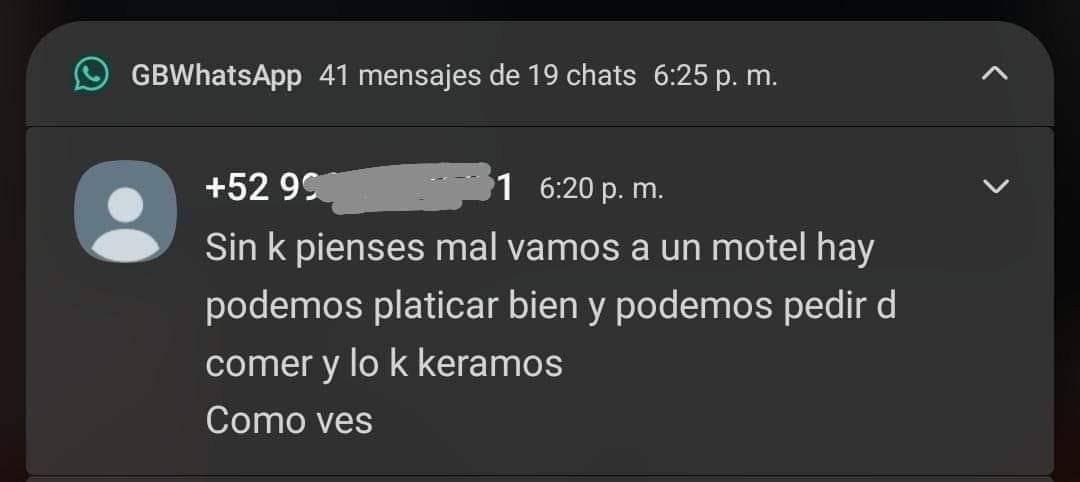 GBWhatsApp 41 mensajes de 19 chats 6:25 p. m.
+52 99 1 6:20 p. m.
Sin k pienses mal vamos a un motel hay
podemos platicar bien y podemos pedir d
comer y lo k keramos
Como ves